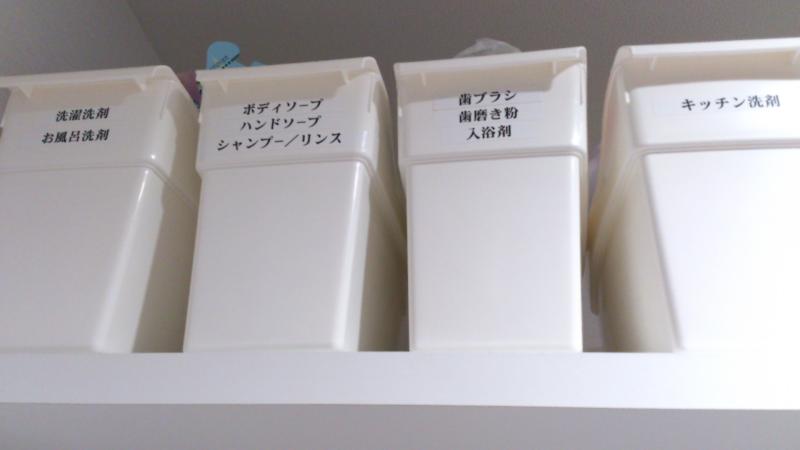 洗濯洗剤
お風呂洗剤
ボディソープ
ハンドソープ
シャンプー／リンス
歯ブラシ
歯磨き粉
入浴剤
キッチン洗剤